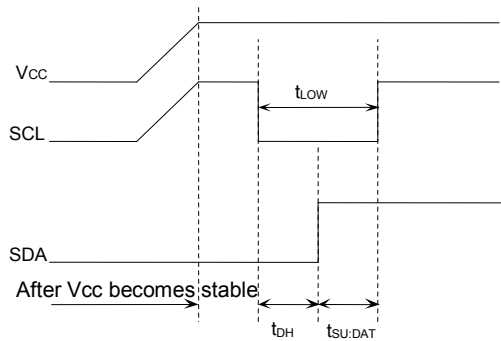 VCC
tLOW
SCL
SDA
After Vcc becomes stable
tDH
tSU:DAT